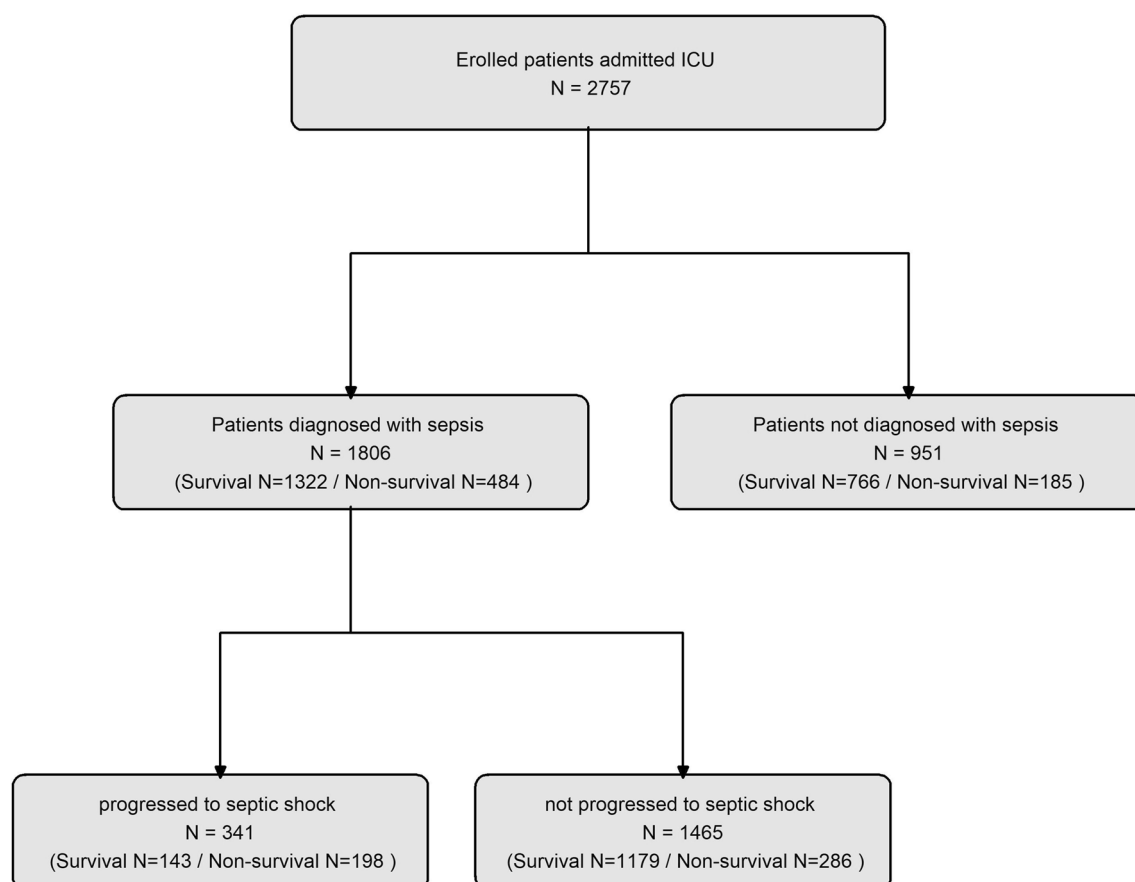 Erolled patients admitted ICU
N = 2757
Patients diagnosed with sepsis
N = 1806
(Survival N=1322 / Non-survival N=484 )
Patients not diagnosed with sepsis
N = 951
(Survival N=766 / Non-survival N=185 )
progressed to septic shock
N = 341
(Survival N=143 / Non-survival N=198 )
not progressed to septic shock
N = 1465
(Survival N=1179 / Non-survival N=286 )